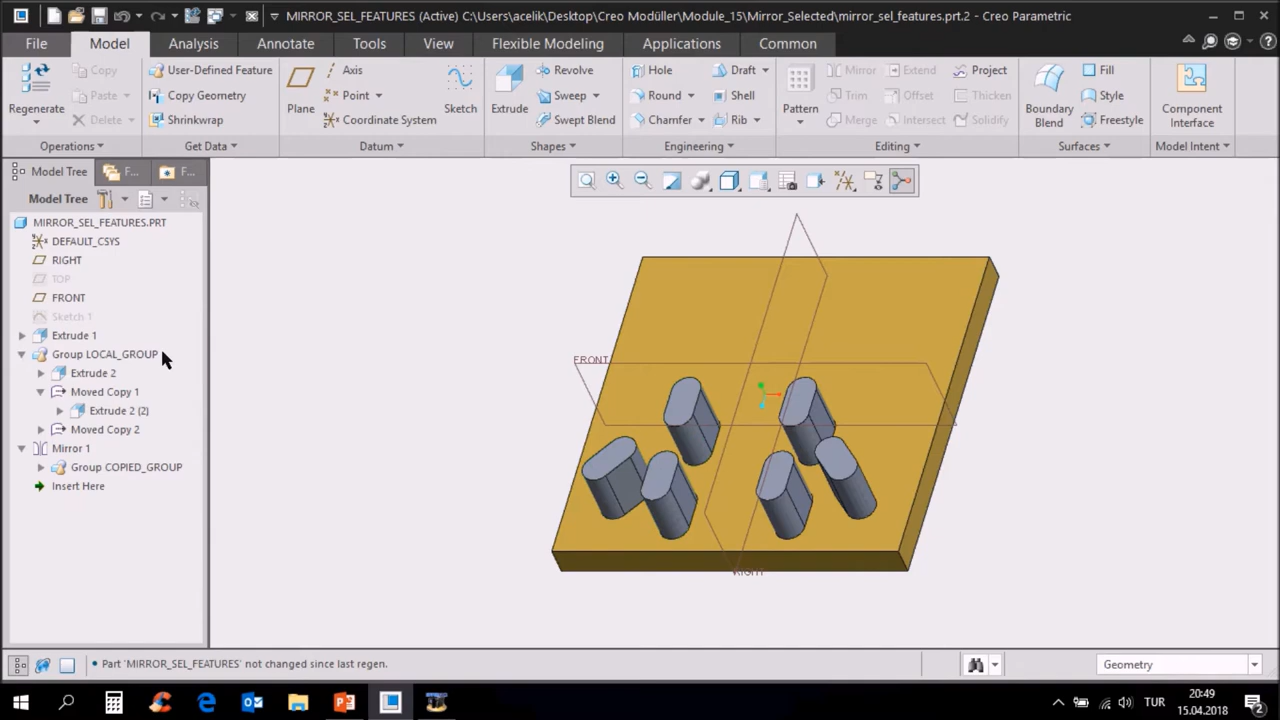 MIRROR_SEL_FEATURES (Active) C:\Users\acelik\Desktop\Creo Modüller\Module_15\Mirror_Selected\mirror_sel_features.prt.2 - Creo Parametric
File Model Analysis Annotate Tools View Flexible Modeling Applications Common
Regenerate
Copy
Paste
Delete
Operations
User-Defined Feature
Copy Geometry
Shrinkwrap
Get Data
Plane
Axis
Point
Coordinate System
Sketch
Datum
Extrude
Revolve
Sweep
Swept Blend
Shapes
Hole
Round
Chamfer
Draft
Shell
Rib
Engineering
Pattern
Mirror
Trim
Merge
Extend
Offset
Intersect
Project
Thicken
Solidify
Editing
Boundary
Blend
Fill
Style
Freestyle
Surfaces
Component
Interface
Model Intent
Model Tree F... F...
Model Tree
MIRROR_SEL_FEATURES.PRT
DEFAULT_CSYS
RIGHT
TOP
FRONT
Sketch 1
Extrude 1
Group LOCAL_GROUP
Extrude 2
Moved Copy 1
Extrude 2 (2)
Moved Copy 2
Mirror 1
Group COPIED_GROUP
Insert Here
FRONT
RIGHT
• Part 'MIRROR_SEL_FEATURES' not changed since last regen.
Geometry
TUR
20:49
15.04.2018
2